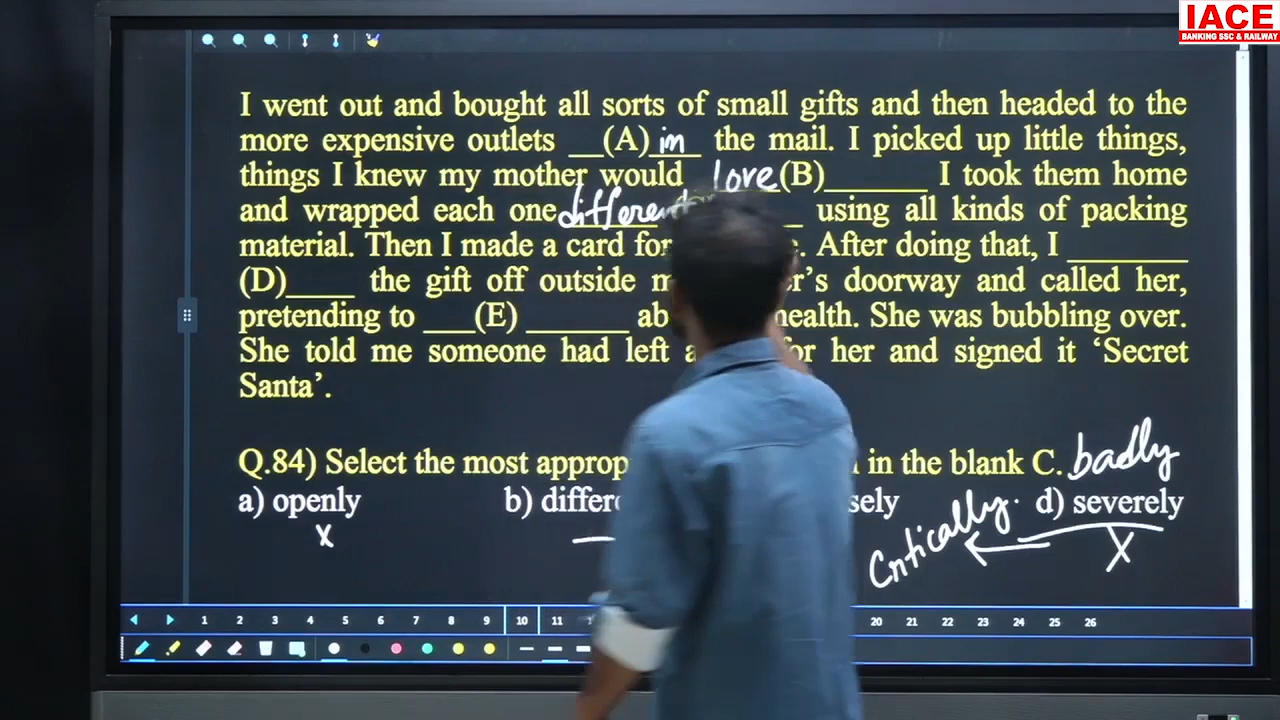 IACE
BANKING SSC & RAILWAY
I went out and bought all sorts of small gifts and then headed to the
more expensive outlets __(A) in __ the mail. I picked up little things,
things I knew my mother would love (B)_______ I took them home
and wrapped each one using all kinds of packing
material. Then I made a card for After doing that, I ________
(D)____ the gift off outside doorway and called her,
pretending to ___(E) ______ health. She was bubbling over.
She told me someone had left for her and signed it ‘Secret
Santa’.
Q.84) Select the most in the blank C. badly
a) openly b) d) severely
x Critically. X
1 2 3 4 5 6 7 8 9 10 11 20 21 22 23 24 25 26